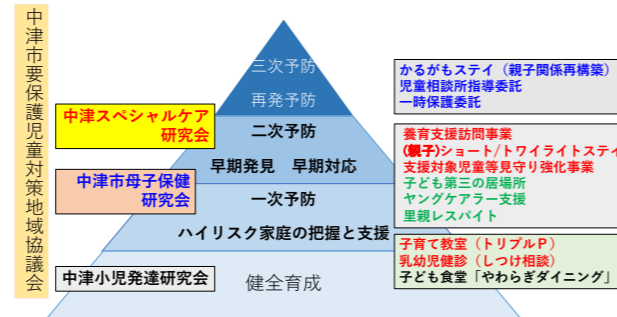 中津市要保護児童対策地域協議会
三次予防
再発予防
中津スペシャルケア
研究会
二次予防
早期発見　早期対応
中津市母子保健
研究会
一次予防
ハイリスク家庭の把握と支援
中津小児発達研究会
健全育成
かるがもステイ（親子関係再構築）
児童相談所指導委託
一時保護委託
養育支援訪問事業
(親子)ショート/トワイライトステイ
支援対象児童等見守り強化事業
子ども第三の居場所
ヤングケアラー支援
里親レスパイト
子育て教室（トリプルＰ）
乳幼児健診（しつけ相談）
子ども食堂「やわらぎダイニング」